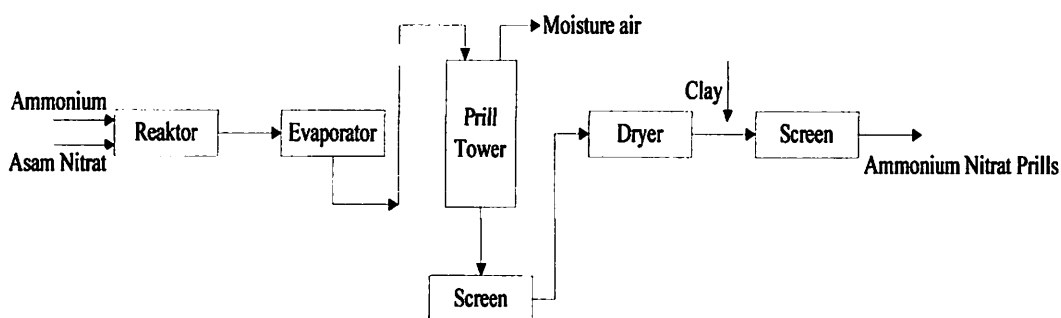 Moisture air
Ammonium
Asam Nitrat
Reaktor
Evaporator
Prill
Tower
Screen
Dryer
Clay
Screen
Ammonium Nitrat Prills